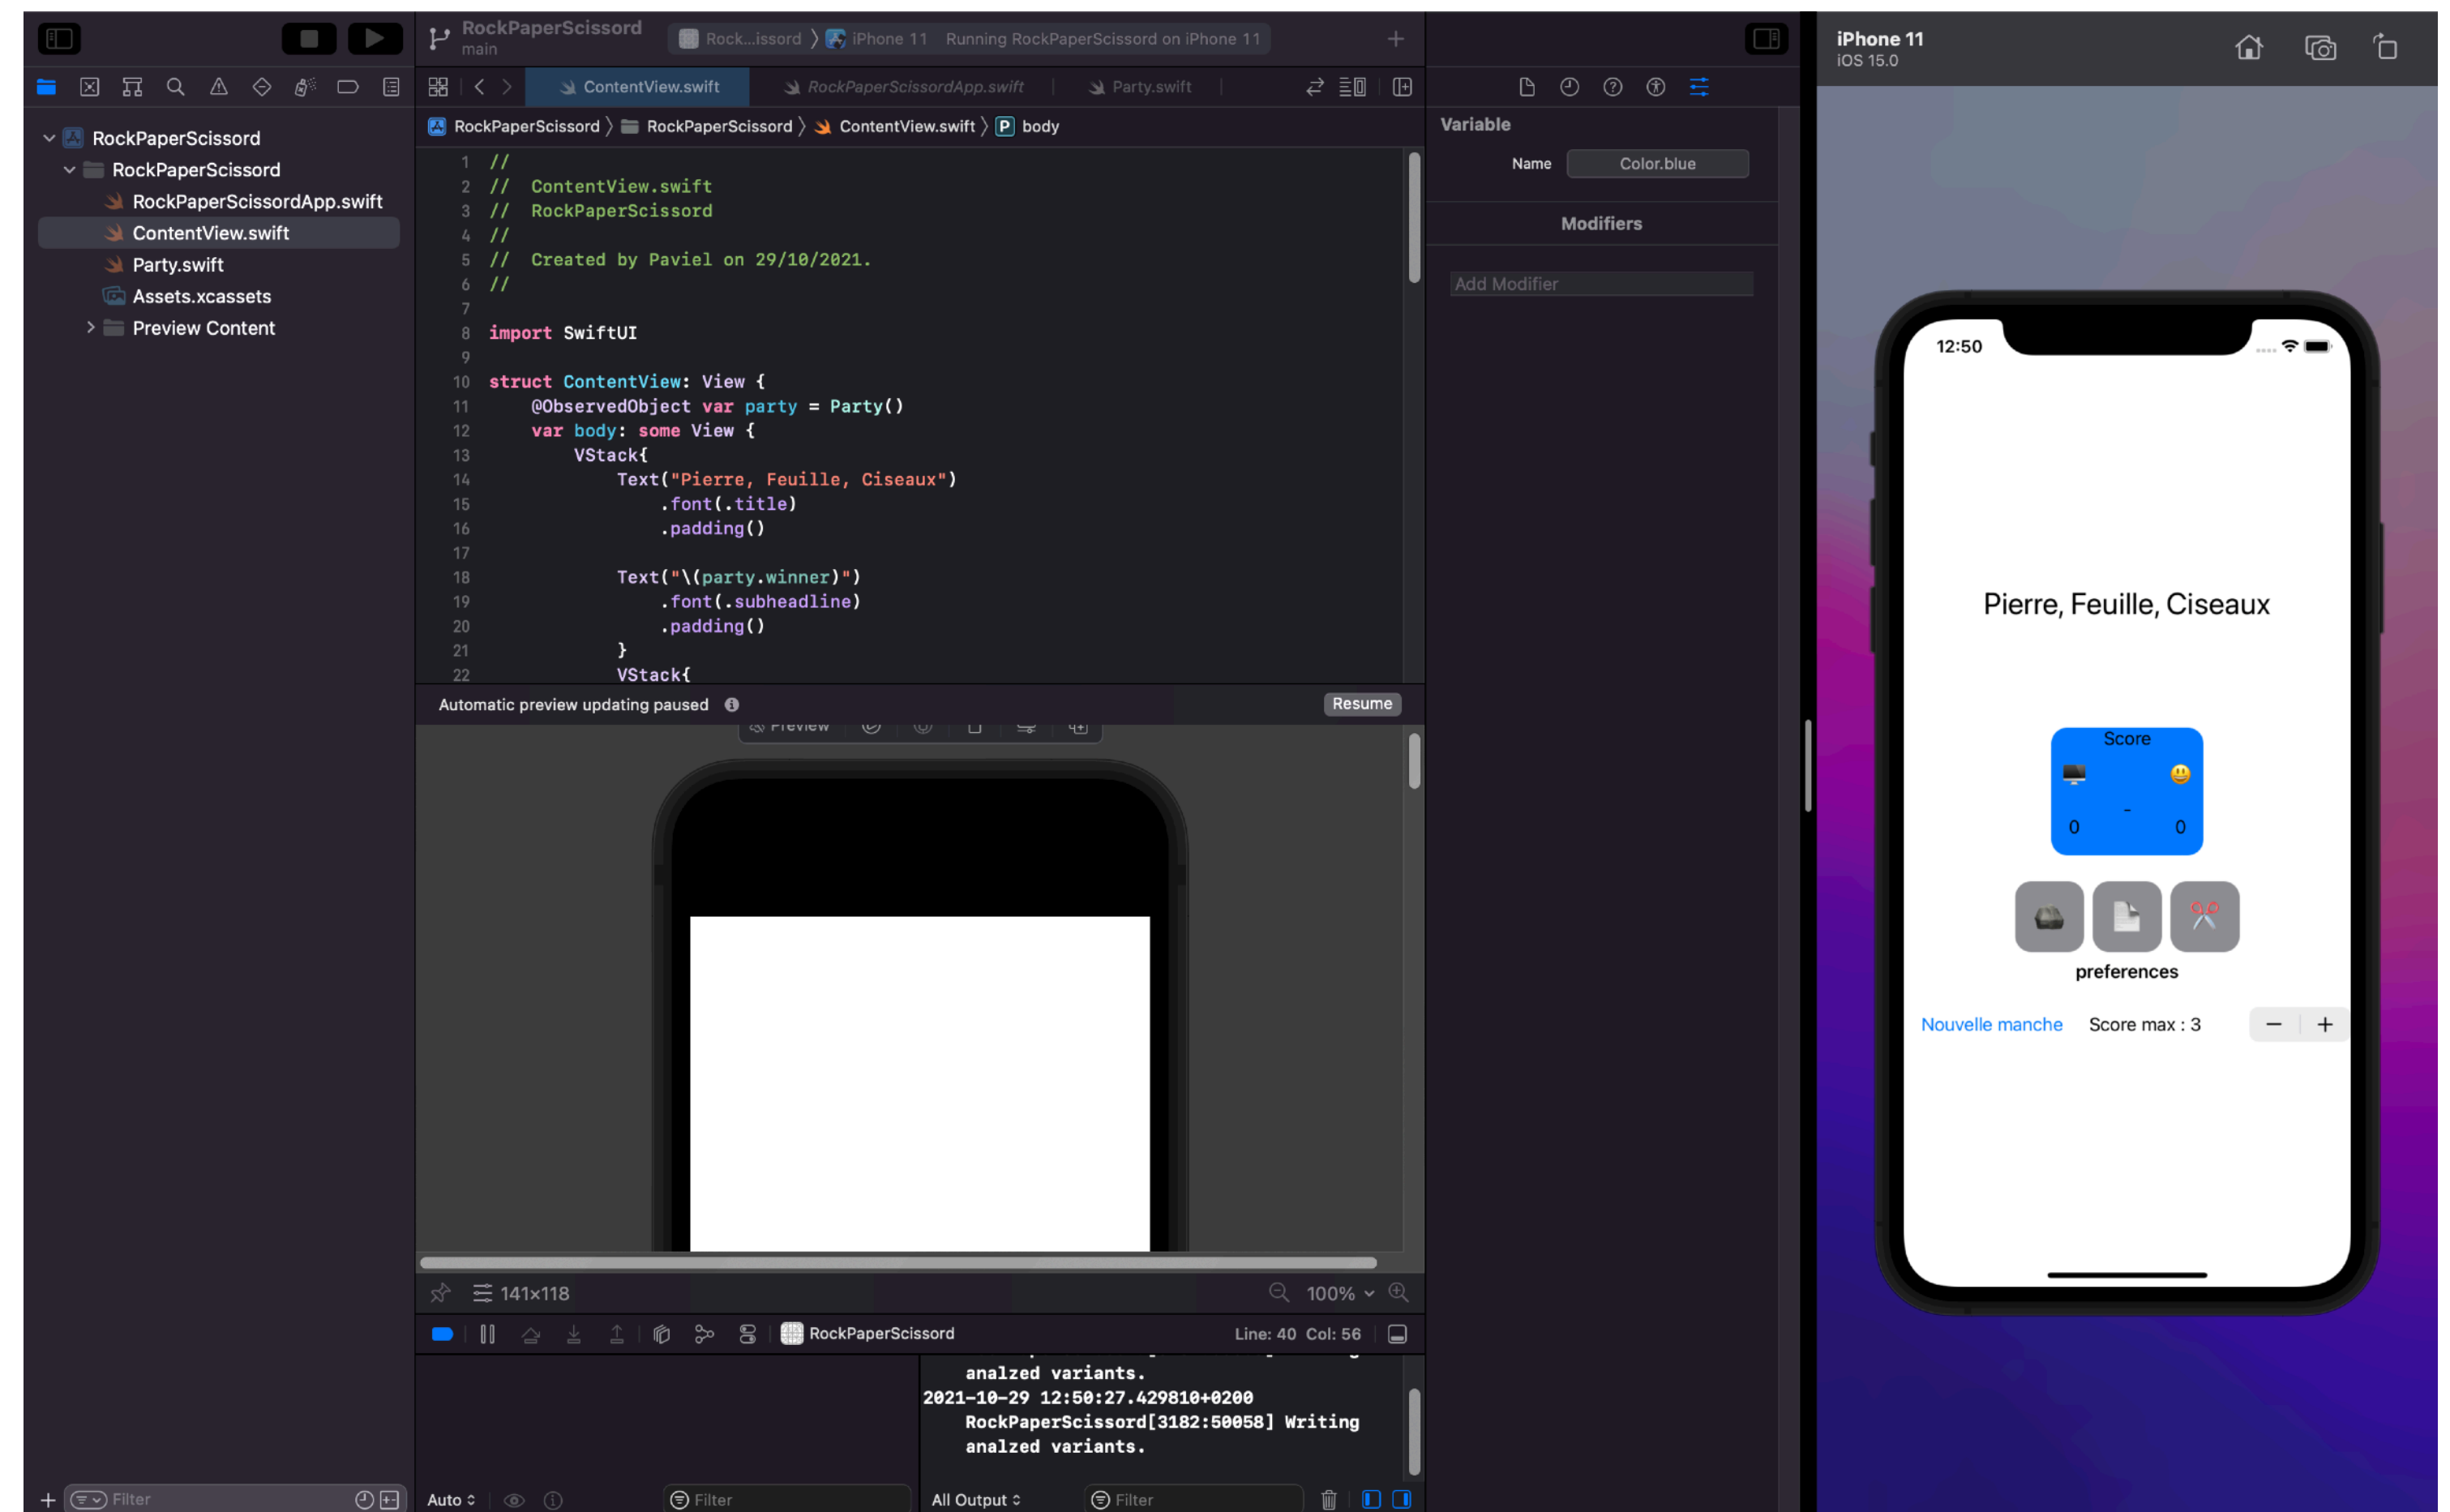 RockPaperScissord
main
Rock...issord
iPhone 11
Running RockPaperScissord on iPhone 11
ContentView.swift
RockPaperScissordApp.swift
Party.swift
RockPaperScissord
RockPaperScissord
RockPaperScissordApp.swift
ContentView.swift
Party.swift
Assets.xcassets
Preview Content
Filter
RockPaperScissord 〉 RockPaperScissord 〉 ContentView.swift 〉 P body
1 //
2 //  ContentView.swift
3 //  RockPaperScissord
4 //
5 //  Created by Paviel on 29/10/2021.
6 //
7
8 import SwiftUI
9
10 struct ContentView: View {
11     @ObservedObject var party = Party()
12     var body: some View {
13         VStack{
14             Text("Pierre, Feuille, Ciseaux")
15                 .font(.title)
16                 .padding()
17
18             Text("\(party.winner)")
19                 .font(.subheadline)
20                 .padding()
21             }
22             VStack{
Automatic preview updating paused
Resume
Preview
141×118
100%
RockPaperScissord
Line: 40 Col: 56
analzed variants.
2021-10-29 12:50:27.429810+0200
RockPaperScissord[3182:50058] Writing
analzed variants.
Auto
Filter
All Output
Filter
Variable
Name
Color.blue
Modifiers
Add Modifier
iPhone 11
iOS 15.0
12:50
Pierre, Feuille, Ciseaux
Score
-
0 0
preferences
Nouvelle manche
Score max : 3
− +